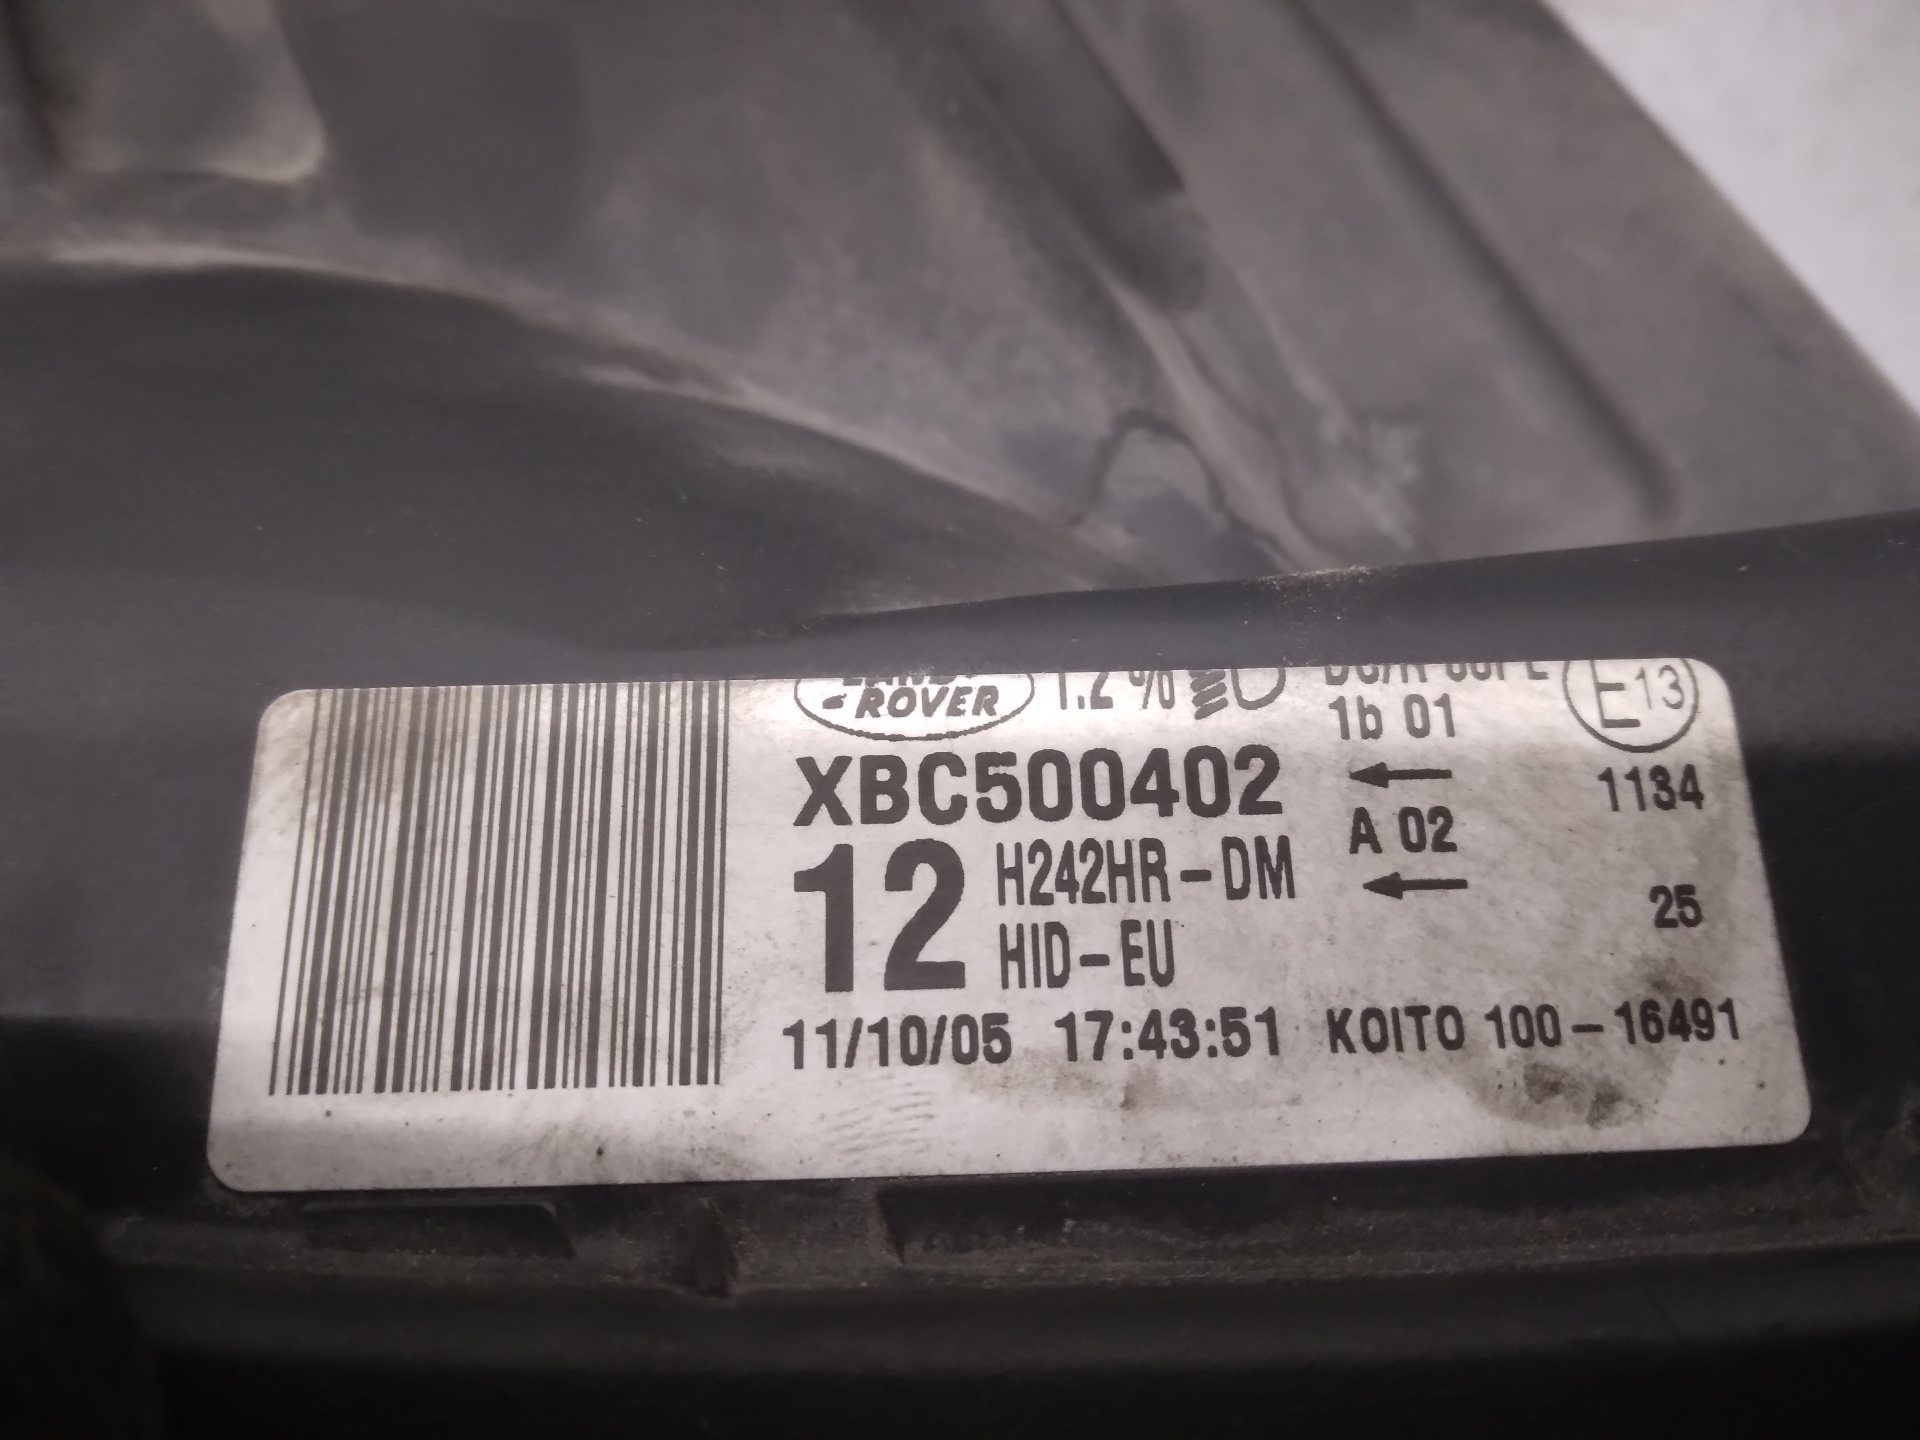 ROVER 1.2%
1b 01 E13
XBC500402 1134
A 02
12 H242HR-DM 25
HID-EU
11/10/05 17:43:51 KOITO 100-16491